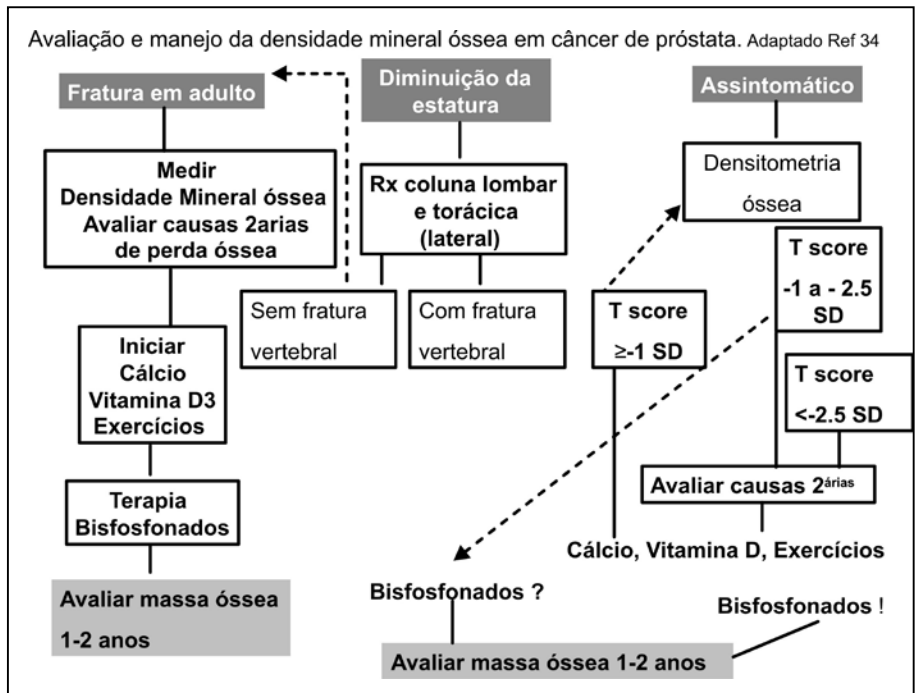 Avaliação e manejo da densidade mineral óssea em câncer de próstata. Adaptado Ref 34
Fratura em adulto
Medir
Densidade Mineral óssea
Avaliar causas 2arias
de perda óssea
Iniciar
Cálcio
Vitamina D3
Exercícios
Terapia
Bisfosfonados
Avaliar massa óssea
1-2 anos
Diminuição da
estatura
Rx coluna lombar
e torácica
(lateral)
Sem fratura
vertebral
Com fratura
vertebral
Assintomático
Densitometria
óssea
T score
≥-1 SD
T score
-1 a - 2.5
SD
T score
<-2.5 SD
Avaliar causas 2árias
Cálcio, Vitamina D, Exercícios
Bisfosfonados ?
Bisfosfonados !
Avaliar massa óssea 1-2 anos